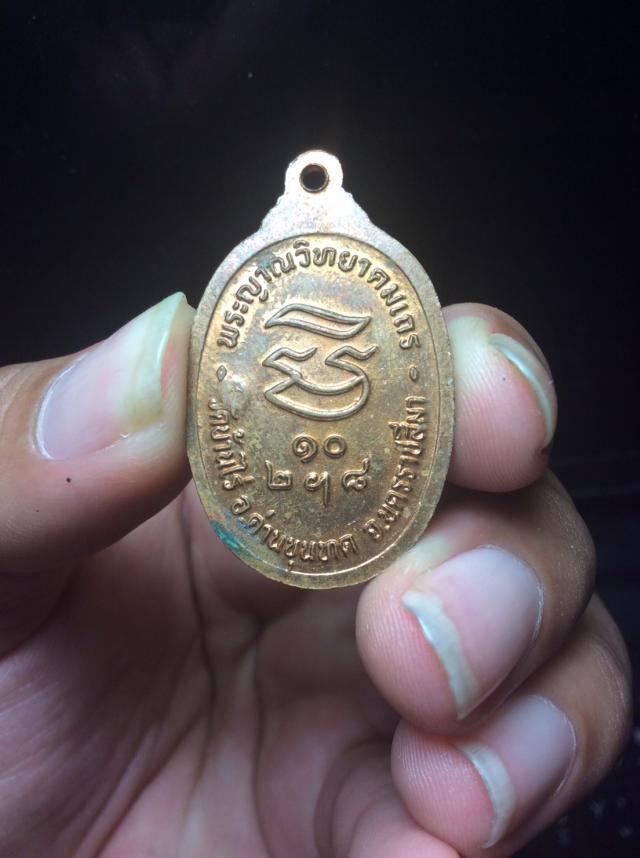 พระญาณวิทยาคมเถร
๑๐
๒ ๗ ๘
วัดบ้านไร่ อ.ด่านขุนทด จ.นครราชสีมา